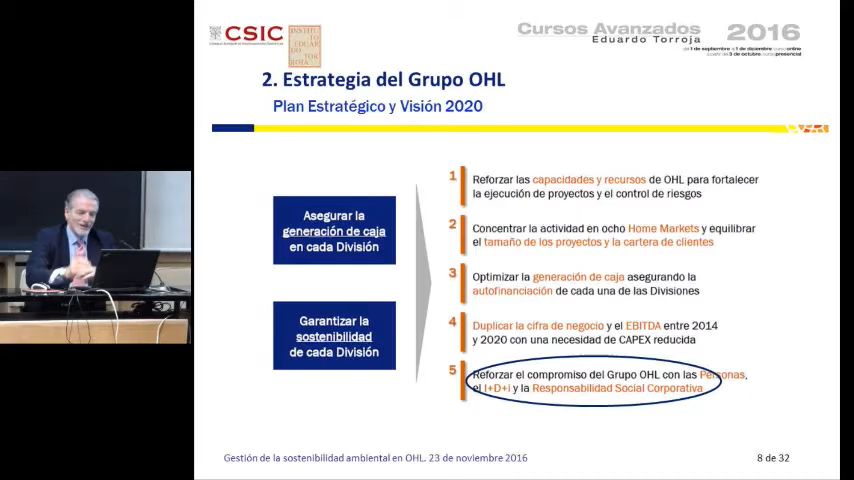 CSIC
INSTITU
TO
EDUAR
DO TOR
ROJA
Cursos Avanzados 2016
Eduardo Torroja
2. Estrategia del Grupo OHL
Plan Estratégico y Visión 2020
Asegurar la
generación de caja
en cada División
Garantizar la
sostenibilidad
de cada División
1 Reforzar las capacidades y recursos de OHL para fortalecer
la ejecución de proyectos y el control de riesgos
2 Concentrar la actividad en ocho Home Markets y equilibrar
el tamaño de los proyectos y la cartera de clientes
3 Optimizar la generación de caja asegurando la
autofinanciación de cada una de las Divisiones
4 Duplicar la cifra de negocio y el EBITDA entre 2014
y 2020 con una necesidad de CAPEX reducida
5 Reforzar el compromiso del Grupo OHL con las Personas,
el I+D+i y la Responsabilidad Social Corporativa
Gestión de la sostenibilidad ambiental en OHL. 23 de noviembre 2016
8 de 32